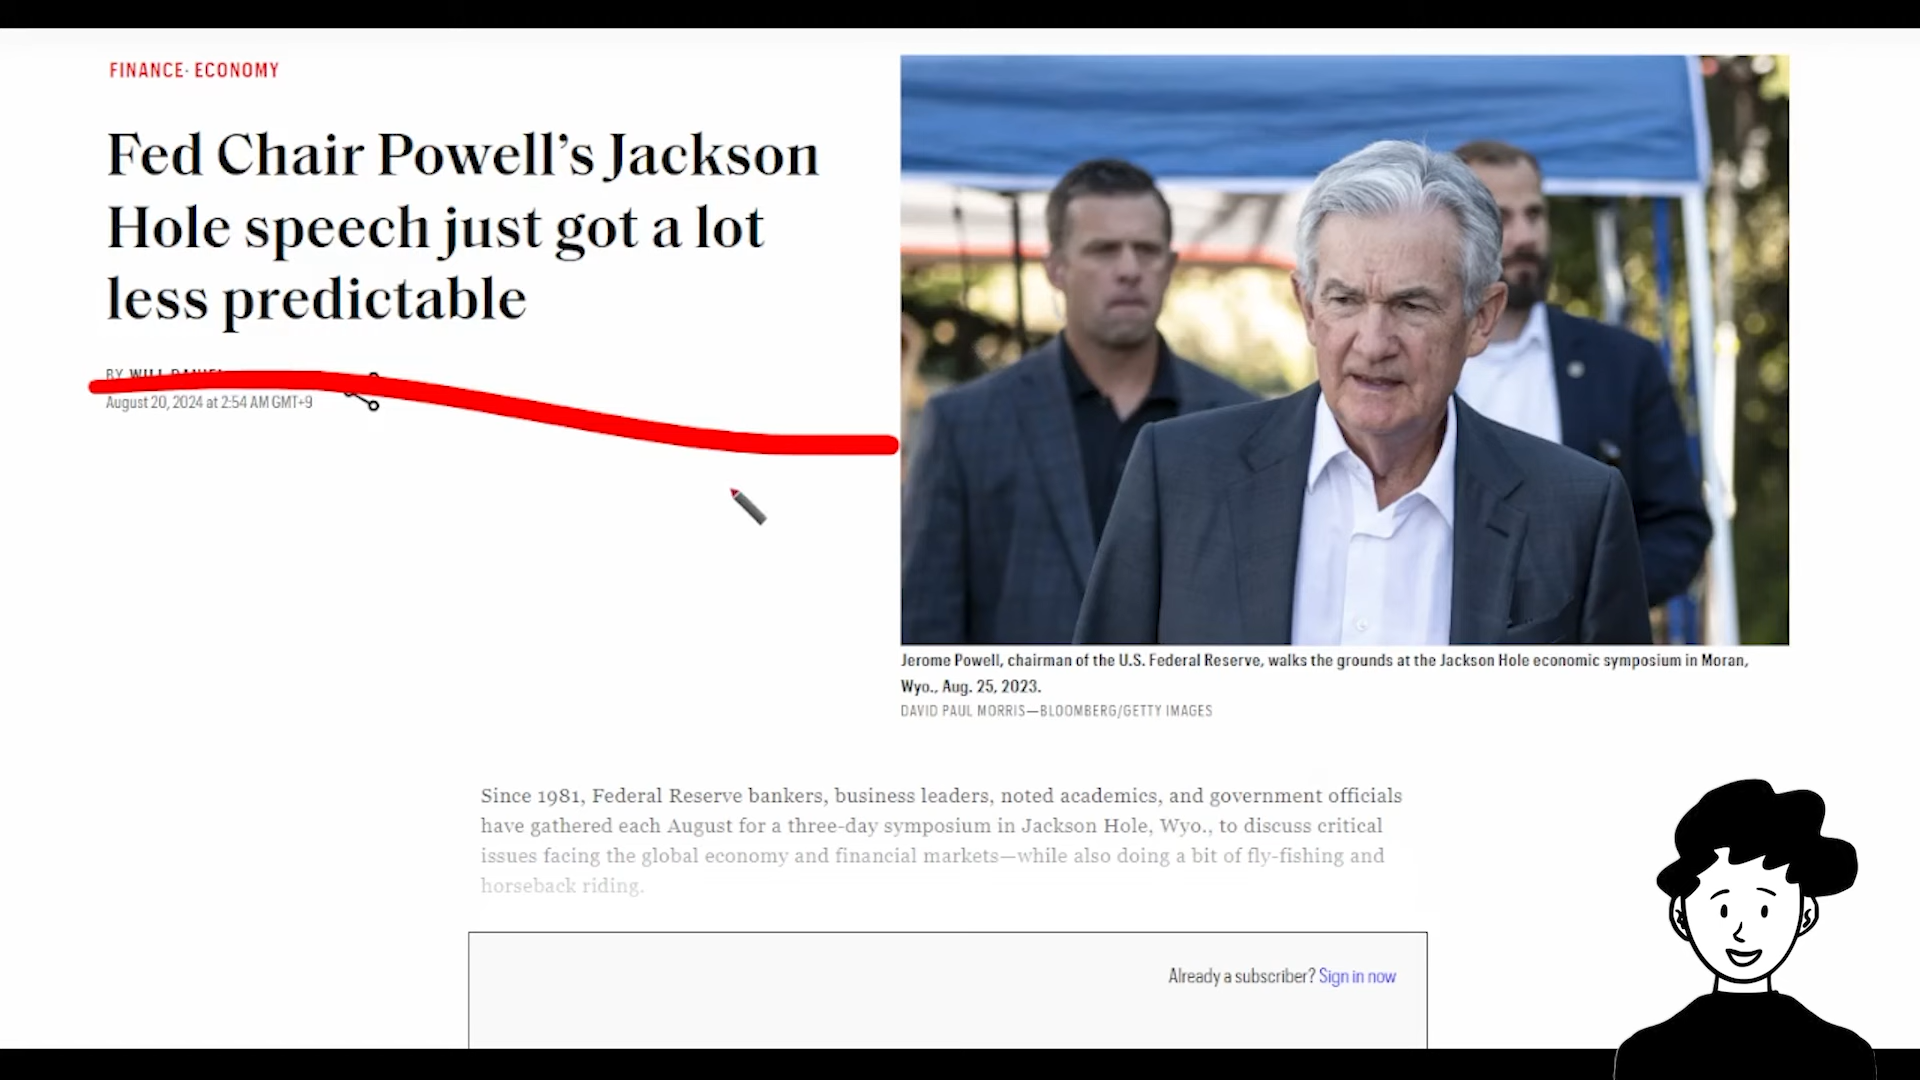 FINANCE· ECONOMY
Fed Chair Powell's Jackson
Hole speech just got a lot
less predictable
BY WILL DANIEL
August 20, 2024 at 2:54 AM GMT+9
Jerome Powell, chairman of the U.S. Federal Reserve, walks the grounds at the Jackson Hole economic symposium in Moran,
Wyo., Aug. 25, 2023.
DAVID PAUL MORRIS—BLOOMBERG/GETTY IMAGES
Since 1981, Federal Reserve bankers, business leaders, noted academics, and government officials
have gathered each August for a three-day symposium in Jackson Hole, Wyo., to discuss critical
issues facing the global economy and financial markets—while also doing a bit of fly-fishing and
horseback riding.
Already a subscriber? Sign in now